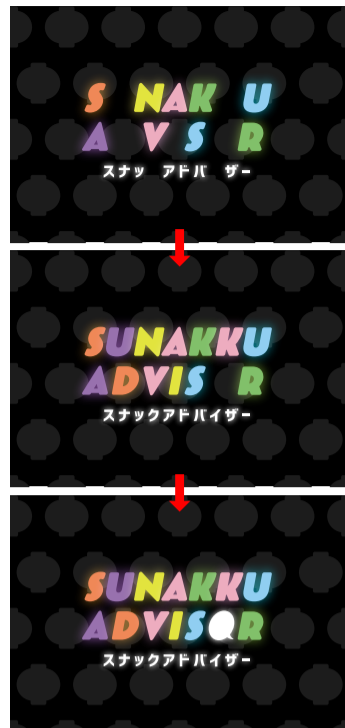 S NAK U
A V S R
スナッ アドバ ザー
SUNAKKU
ADVIS R
スナックアドバイザー
SUNAKKU
ADVISOR
スナックアドバイザー